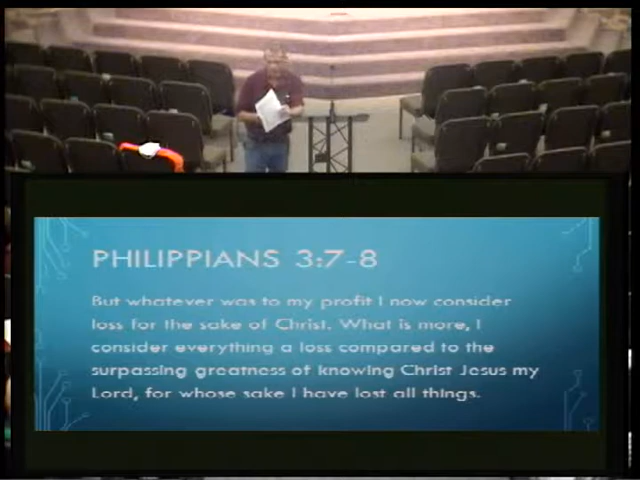 PHILIPPIANS 3:7-8
But whatever was to my profit I now consider
loss for the sake of Christ. What is more, I
consider everything a loss compared to the
surpassing greatness of knowing Christ Jesus my
Lord, for whose sake I have lost all things.